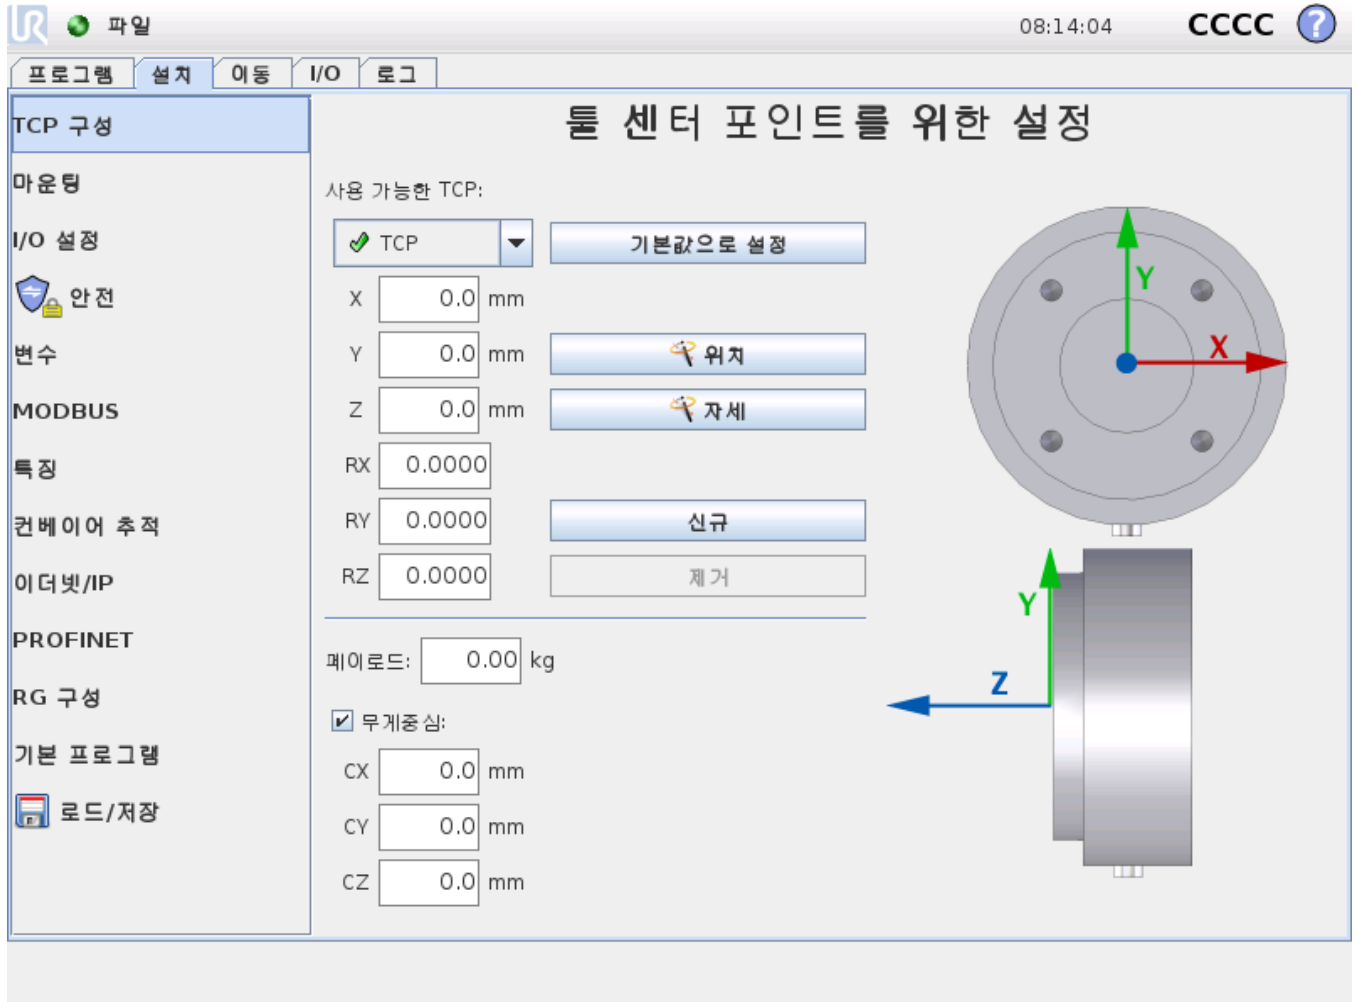 UR 파일 08:14:04 CCCC ?
프로그램 설치 이동 I/O 로그
TCP 구성
마운팅
I/O 설정
안전
변수
MODBUS
특징
컨베이어 추적
이더넷/IP
PROFINET
RG 구성
기본 프로그램
로드/저장
툴 센터 포인트를 위한 설정
사용 가능한 TCP:
TCP 기본값으로 설정
X 0.0 mm
Y 0.0 mm 위치
Z 0.0 mm 자세
RX 0.0000
RY 0.0000 신규
RZ 0.0000 제거
페이로드: 0.00 kg
무게중심:
CX 0.0 mm
CY 0.0 mm
CZ 0.0 mm
Y
X
Y
Z